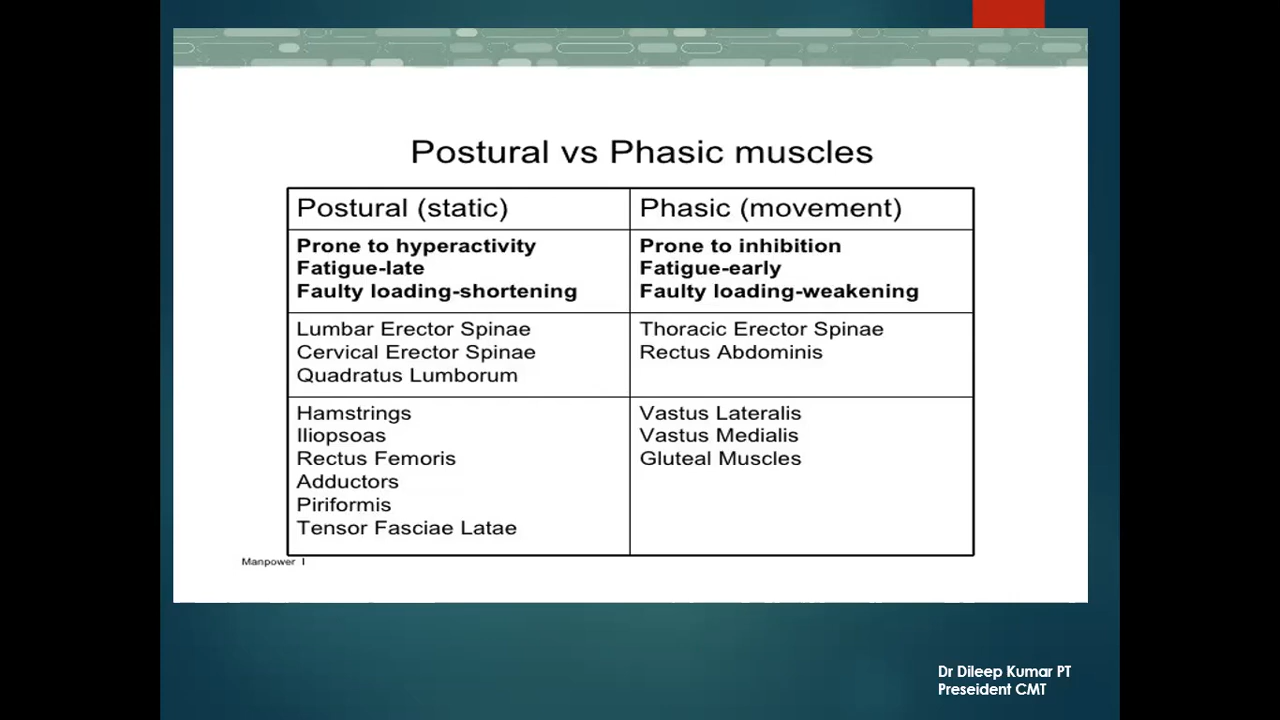 Postural vs Phasic muscles
Postural (static)
Phasic (movement)
Prone to hyperactivity
Fatigue-late
Faulty loading-shortening
Prone to inhibition
Fatigue-early
Faulty loading-weakening
Lumbar Erector Spinae
Cervical Erector Spinae
Quadratus Lumborum
Thoracic Erector Spinae
Rectus Abdominis
Hamstrings
Iliopsoas
Rectus Femoris
Adductors
Piriformis
Tensor Fasciae Latae
Vastus Lateralis
Vastus Medialis
Gluteal Muscles
Manpower I
Dr Dileep Kumar PT
Preseident CMT